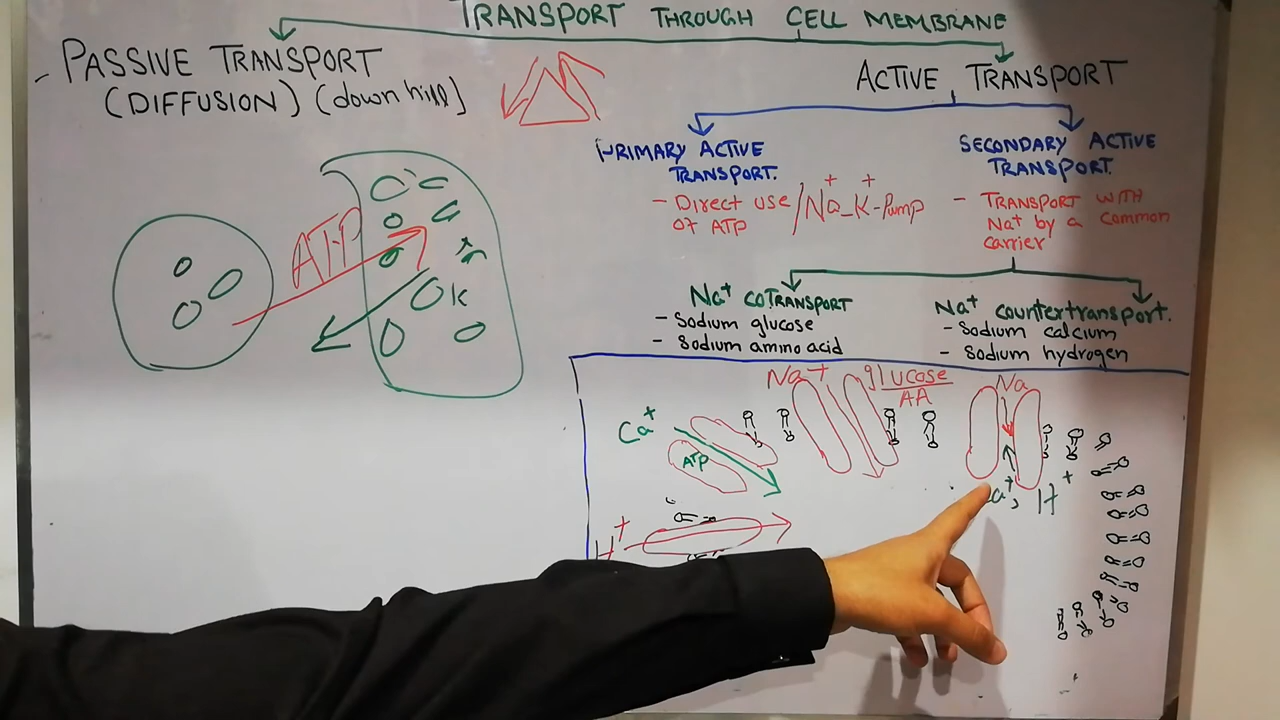 TRANSPORT THROUGH CELL MEMBRANE
PASSIVE TRANSPORT
(DIFFUSION) (down hill)
ACTIVE TRANSPORT
PRIMARY ACTIVE
TRANSPORT.
- Direct use
of ATP
/ Na+_K+-Pump
SECONDARY ACTIVE
TRANSPORT.
- TRANSPORT WITH
Na+ by a common
carrier
ATP
K
Na+ COTRANSPORT
- Sodium glucose
- Sodium amino acid
Na+ countertransport.
- Sodium calcium
- Sodium hydrogen
Na+
glucose
AA
Na
Ca+
ATP
a+, H+
H+